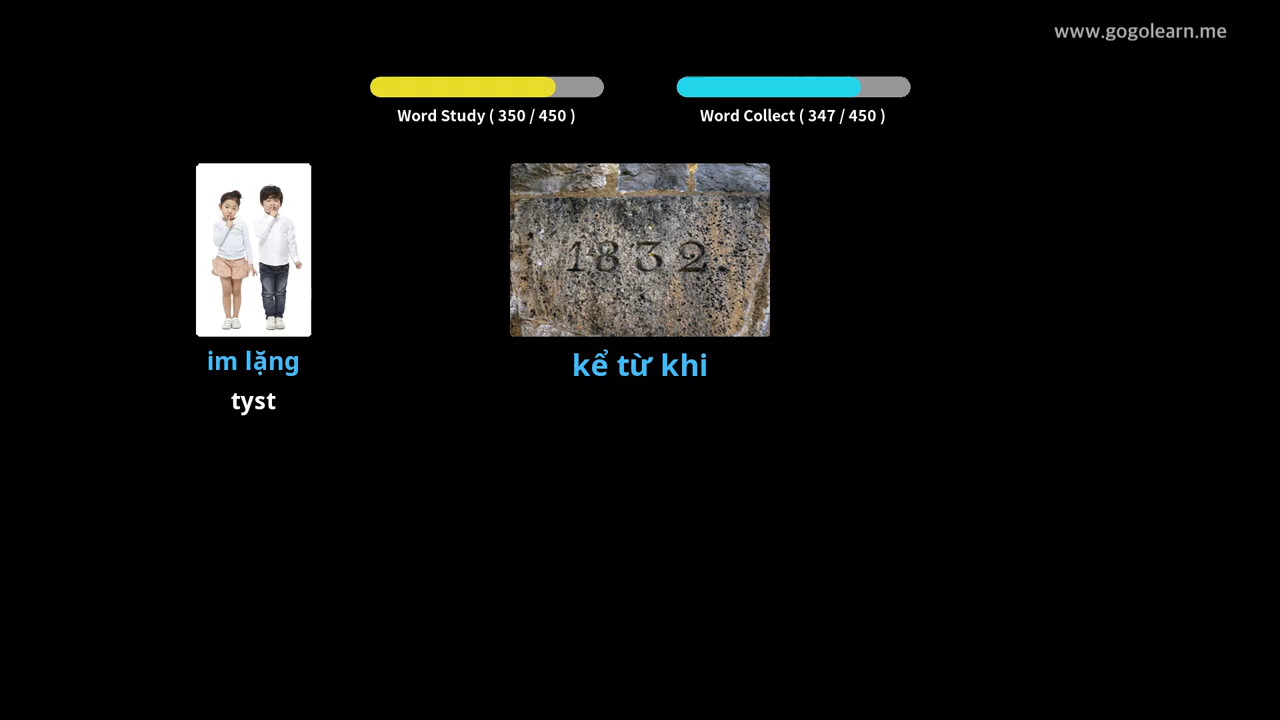 www.gogolearn.me
Word Study ( 350 / 450 )
Word Collect ( 347 / 450 )
1832.
im lặng
tyst
kể từ khi